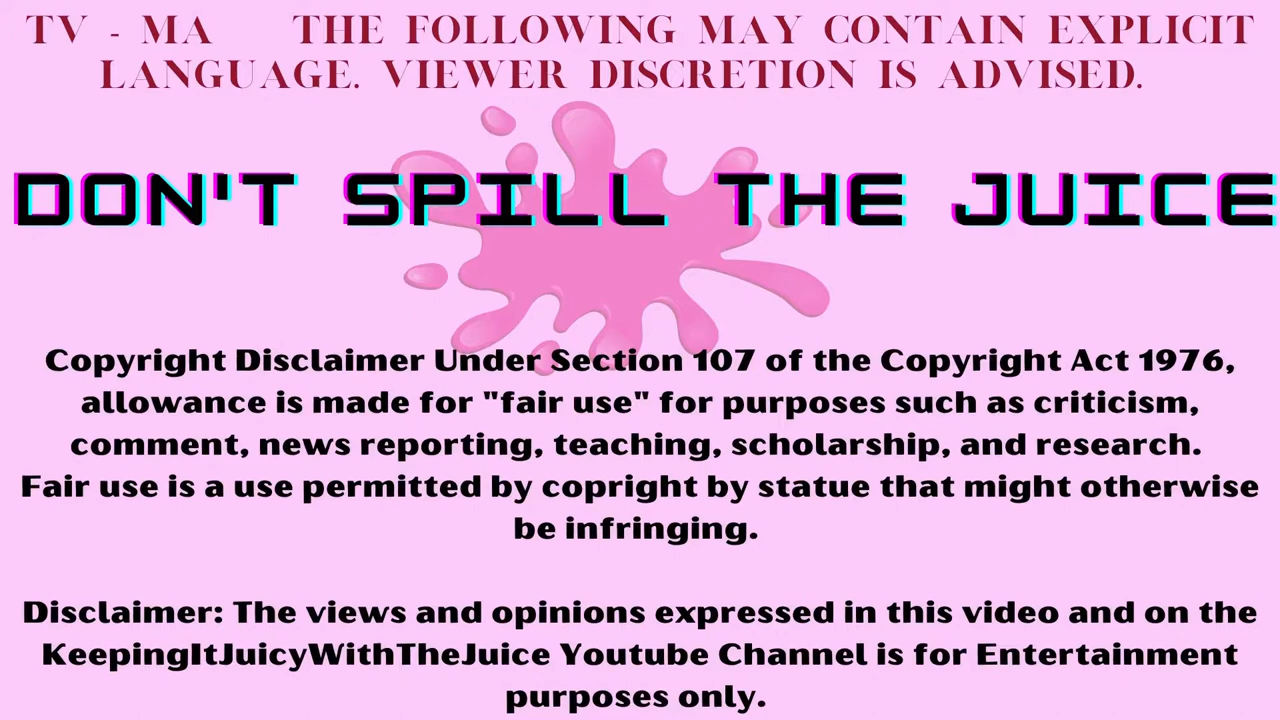 TV - MA THE FOLLOWING MAY CONTAIN EXPLICIT
LANGUAGE. VIEWER DISCRETION IS ADVISED.
DON'T SPILL THE JUICE
Copyright Disclaimer Under Section 107 of the Copyright Act 1976,
allowance is made for "fair use" for purposes such as criticism,
comment, news reporting, teaching, scholarship, and research.
Fair use is a use permitted by copright by statue that might otherwise
be infringing.
Disclaimer: The views and opinions expressed in this video and on the
KeepingItJuicyWithTheJuice Youtube Channel is for Entertainment
purposes only.